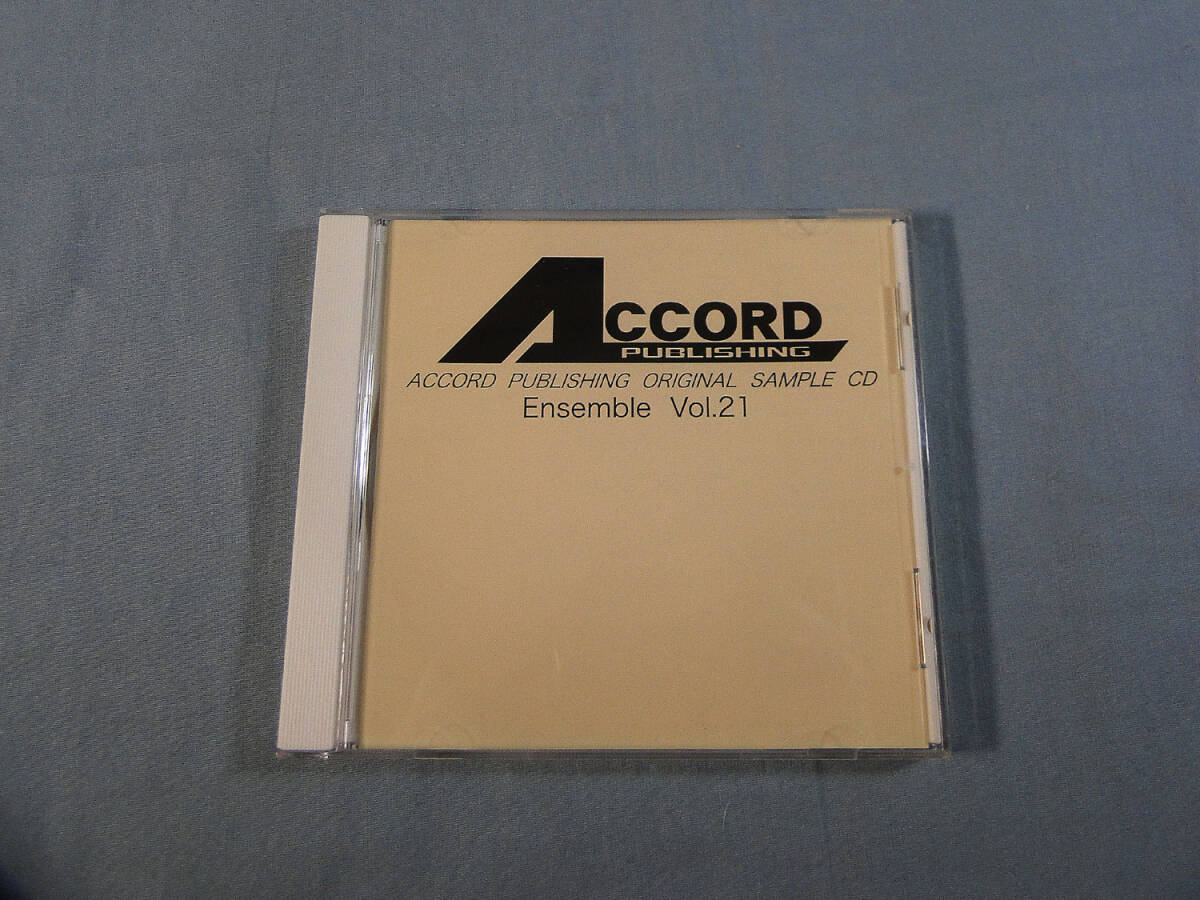 ACCORD
PUBLISHING
ACCORD PUBLISHING ORIGINAL SAMPLE CD
Ensemble Vol.21